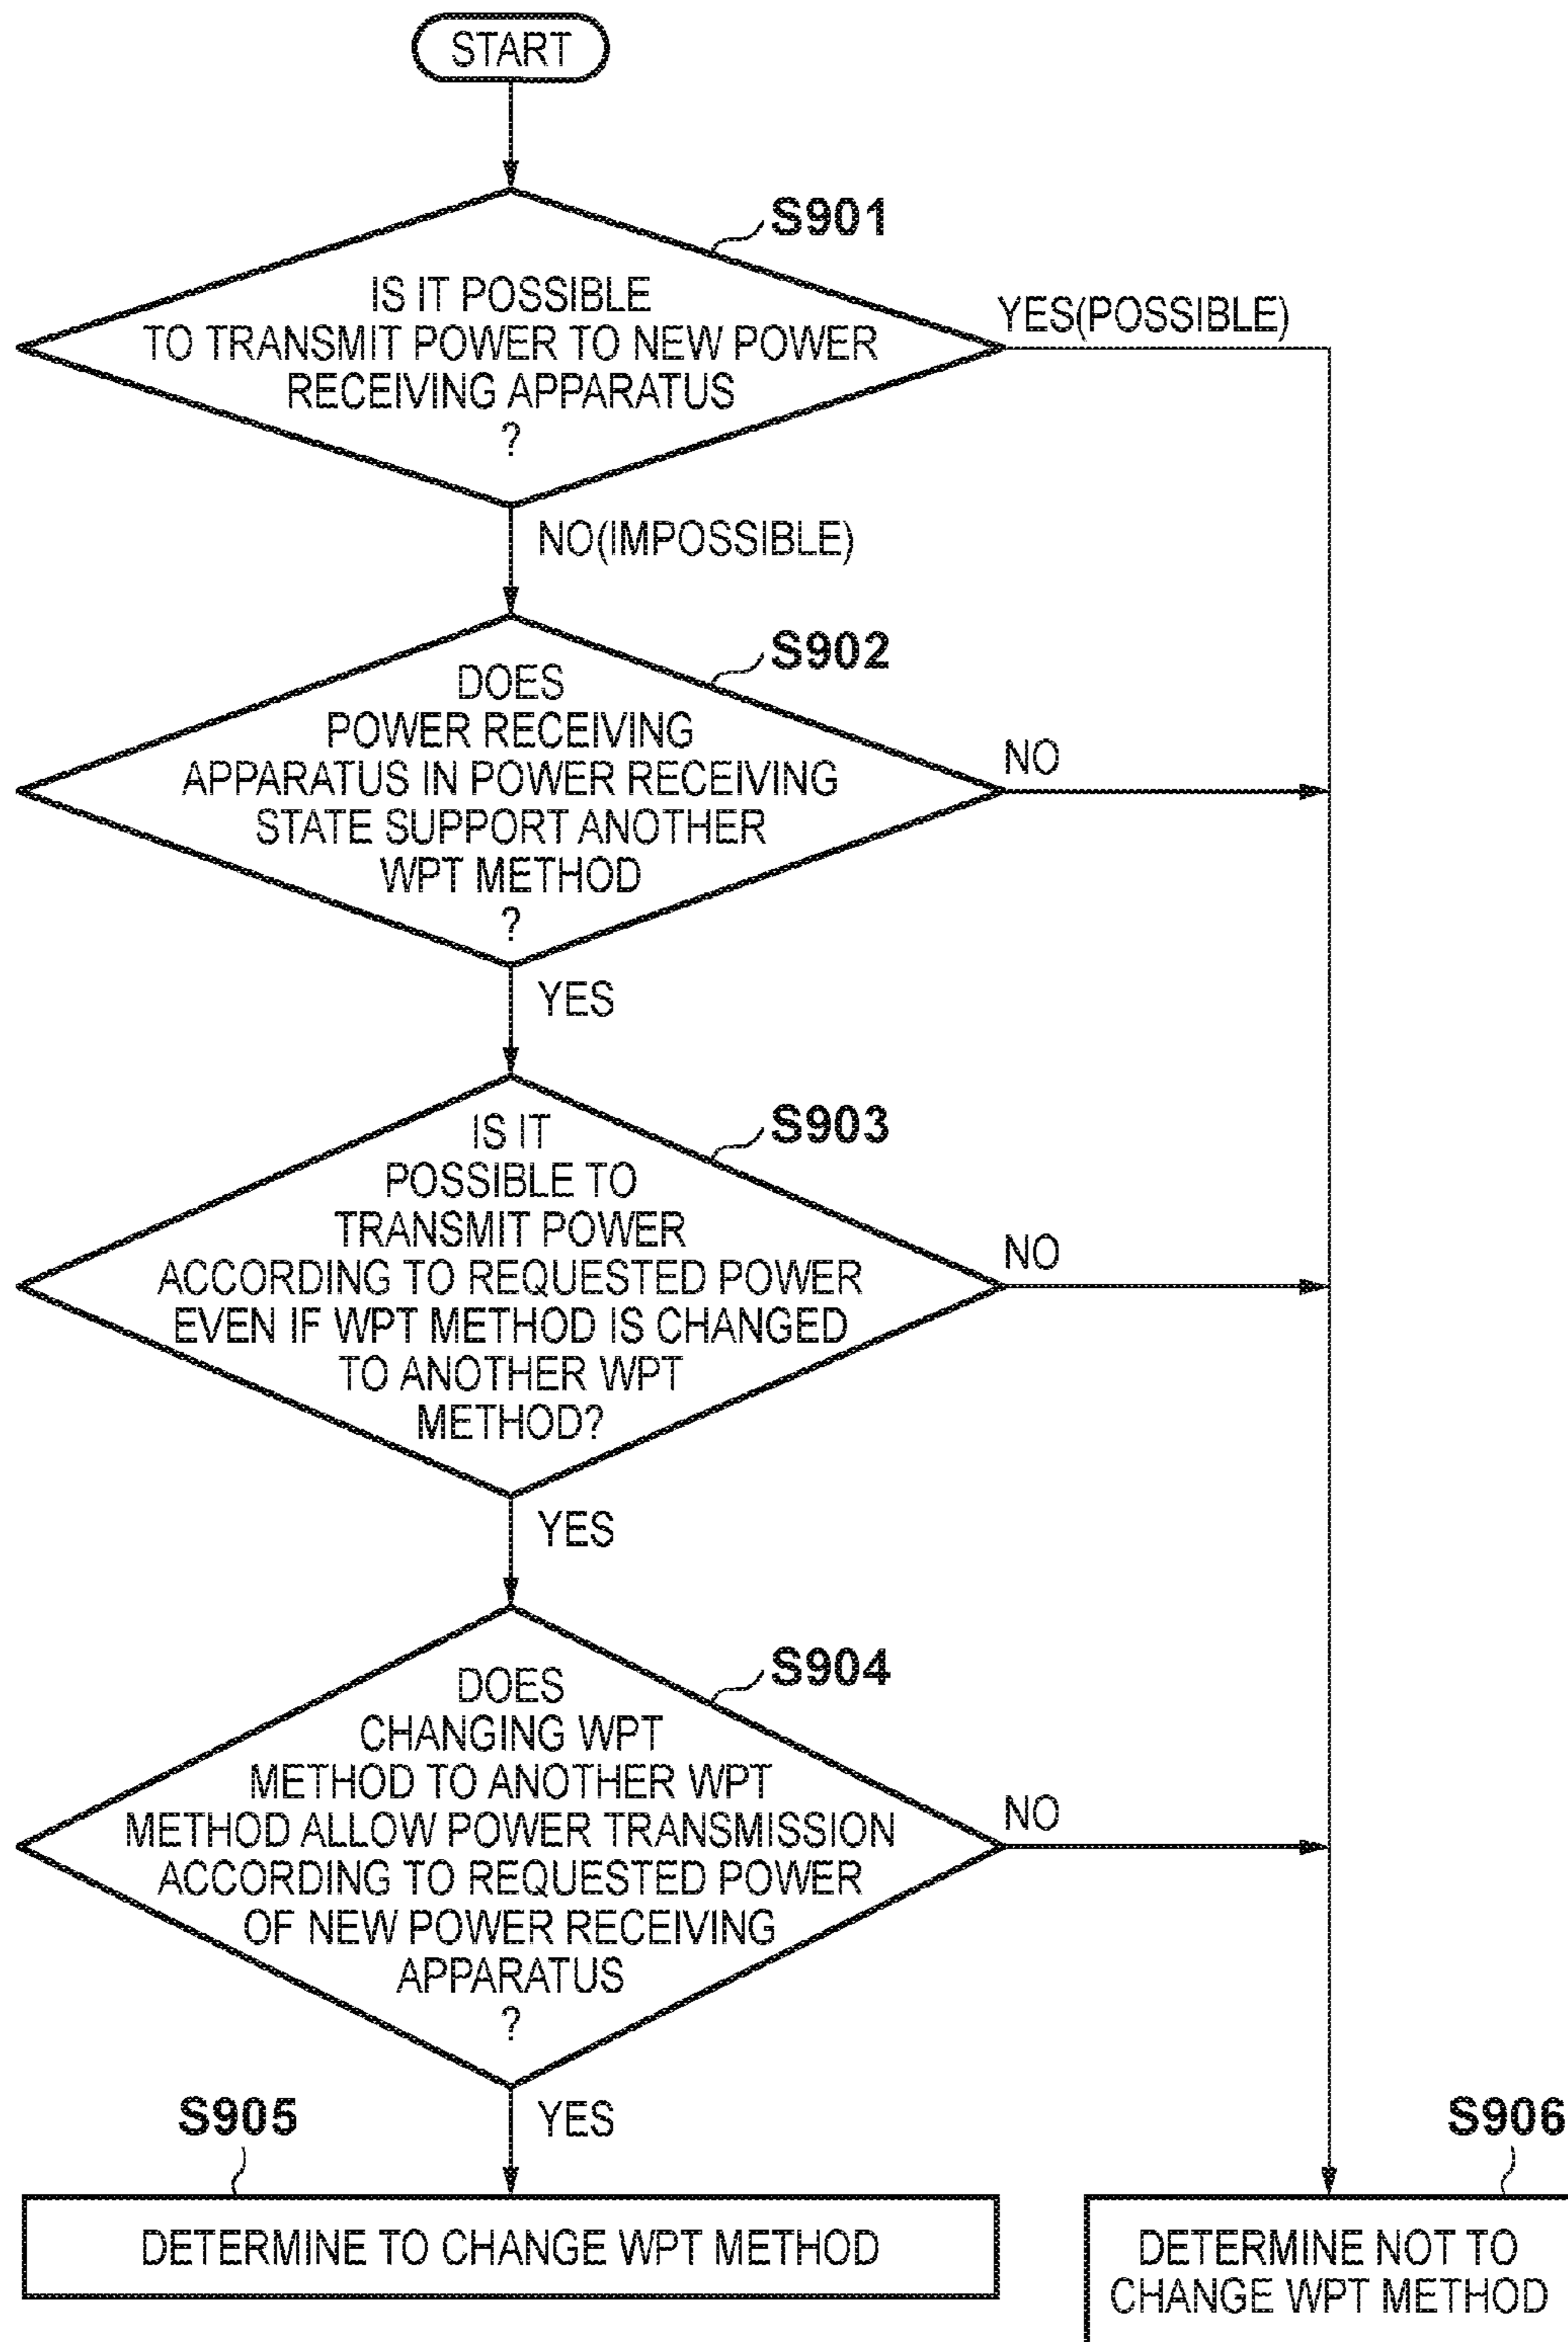 START
S901
IS IT POSSIBLE
TO TRANSMIT POWER TO NEW POWER
RECEIVING APPARATUS
?
YES(POSSIBLE)
NO(IMPOSSIBLE)
S902
DOES
POWER RECEIVING
APPARATUS IN POWER RECEIVING
STATE SUPPORT ANOTHER
WPT METHOD
?
NO
YES
S903
IS IT
POSSIBLE TO
TRANSMIT POWER
ACCORDING TO REQUESTED POWER
EVEN IF WPT METHOD IS CHANGED
TO ANOTHER WPT
METHOD?
NO
YES
S904
DOES
CHANGING WPT
METHOD TO ANOTHER WPT
METHOD ALLOW POWER TRANSMISSION
ACCORDING TO REQUESTED POWER
OF NEW POWER RECEIVING
APPARATUS
?
NO
YES
S905
DETERMINE TO CHANGE WPT METHOD
S906
DETERMINE NOT TO
CHANGE WPT METHOD